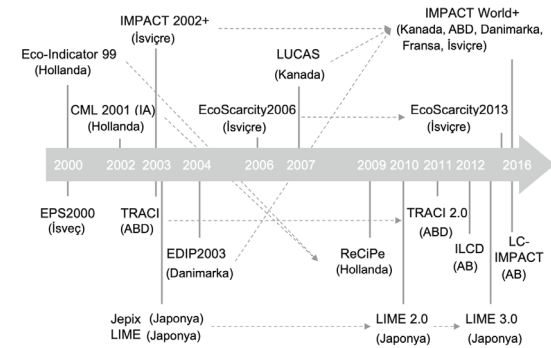 IMPACT 2002+
(İsviçre)
IMPACT World+
(Kanada, ABD, Danimarka,
Fransa, İsviçre)
Eco-Indicator 99
(Hollanda)
LUCAS
(Kanada)
CML 2001 (IA)
(Hollanda)
EcoScarcity2006
(İsviçre)
EcoScarcity2013
(İsviçre)
2000 2002 2003 2004 2006 2007 2009 2010 2011 2012 2016
EPS2000
(İsveç)
TRACI
(ABD)
EDIP2003
(Danimarka)
ReCiPe
(Hollanda)
TRACI 2.0
(ABD)
ILCD
(AB)
LC-
IMPACT
(AB)
Jepix (Japonya)
LIME (Japonya)
LIME 2.0
(Japonya)
LIME 3.0
(Japonya)